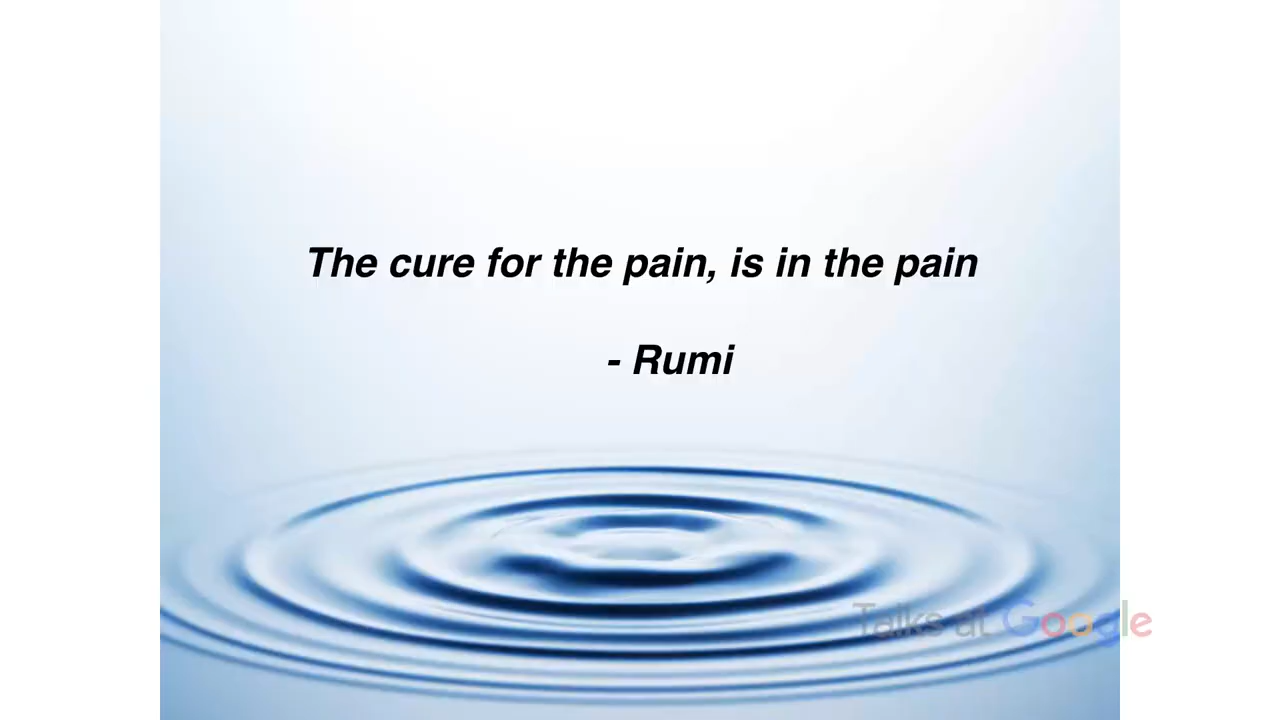 The cure for the pain, is in the pain
- Rumi
Talks at Google